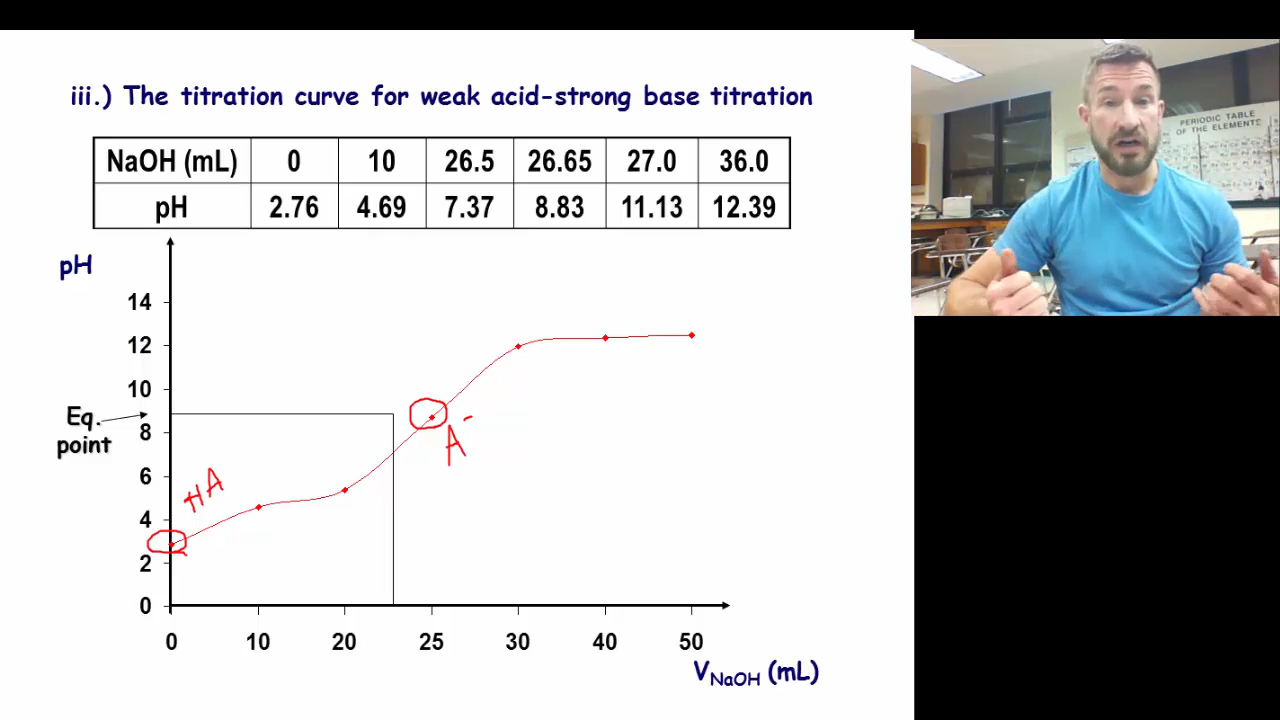 iii.) The titration curve for weak acid-strong base titration
NaOH (mL) 0 10 26.5 26.65 27.0 36.0
pH 2.76 4.69 7.37 8.83 11.13 12.39
pH
14
12
10
Eq. point
8
6
4
2
0
HA
A⁻
0 10 20 25 30 40 50
V_NaOH (mL)
PERIODIC TABLE
OF THE ELEMENTS